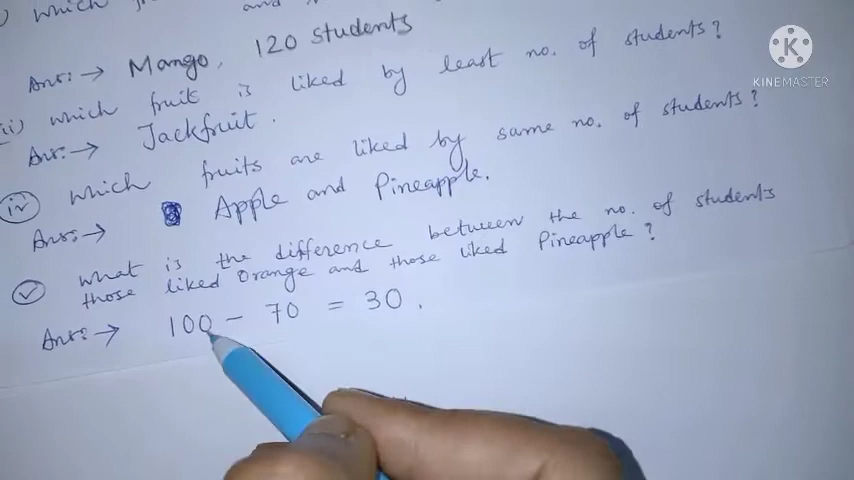 which and
Ans:→ Mango, 120 students
iii) which fruit is liked by least no. of students?
Ans:→ Jackfruit.
iv) which fruits are liked by same no. of students?
Ans:→ Apple and Pineapple.
v) What is the difference between the no. of students
those liked Orange and those liked Pineapple?
Ans:→ 100 - 70 = 30.
KINEMASTER